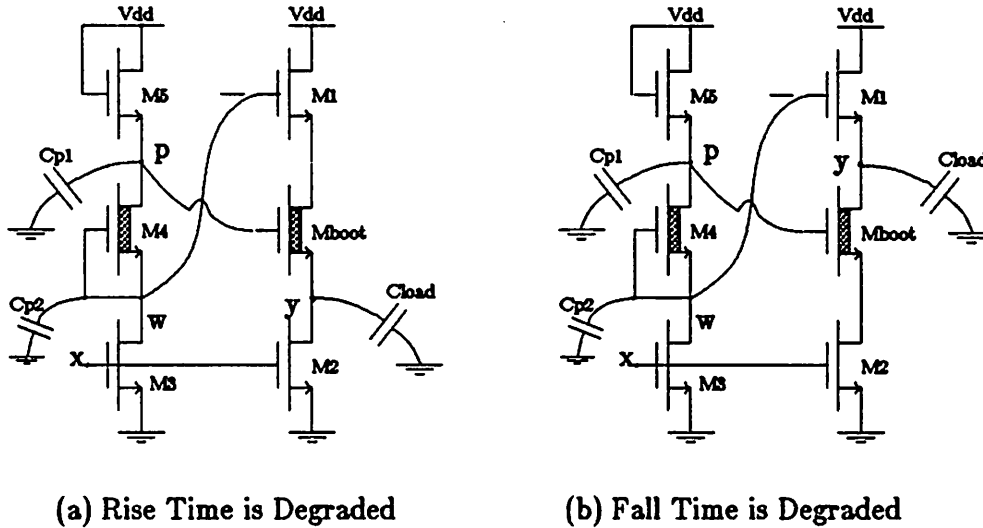 Vdd Vdd Vdd Vdd
M5 M1 M5 M1
Cp1 p Cp1 p y Cload
M4 Mboot M4 Mboot
Cp2 w y Cload Cp2 w
x x
M3 M2 M3 M2
(a) Rise Time is Degraded (b) Fall Time is Degraded